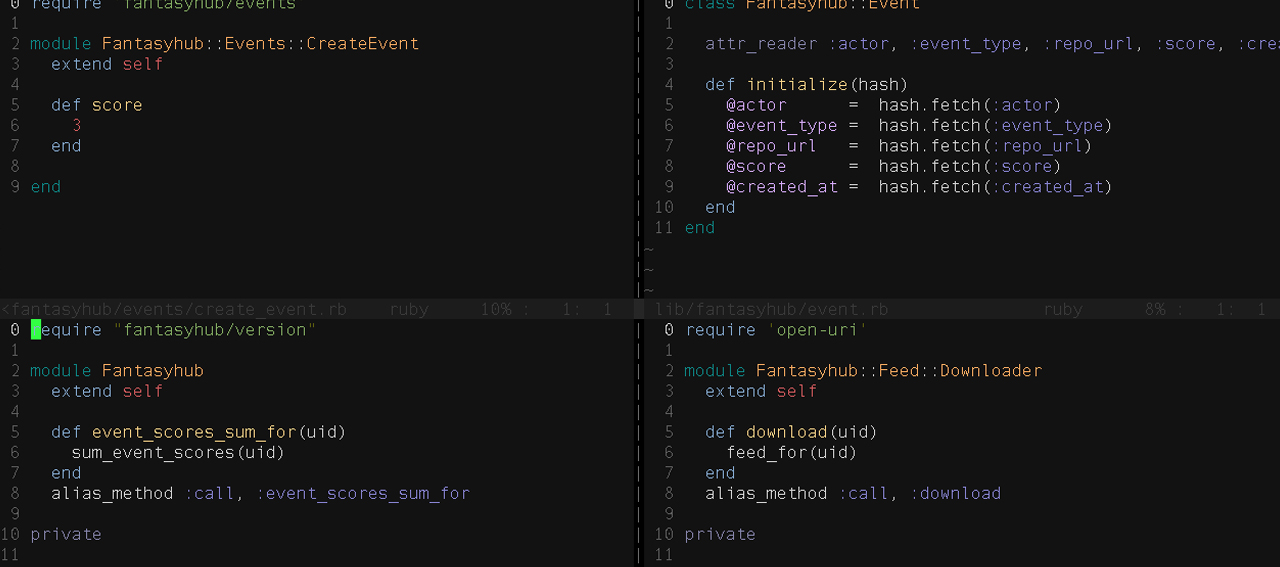 0 require 'fantasyhub/events'
1
2 module Fantasyhub::Events::CreateEvent
3 extend self
4
5 def score
6 3
7 end
8
9 end
<fantasyhub/events/create_event.rb ruby 10% : 1: 1
0 class Fantasyhub::Event
1
2 attr_reader :actor, :event_type, :repo_url, :score, :cre
3
4 def initialize(hash)
5 @actor = hash.fetch(:actor)
6 @event_type = hash.fetch(:event_type)
7 @repo_url = hash.fetch(:repo_url)
8 @score = hash.fetch(:score)
9 @created_at = hash.fetch(:created_at)
10 end
11 end
~
~
~
lib/fantasyhub/event.rb ruby 8% : 1: 1
0 require "fantasyhub/version"
1
2 module Fantasyhub
3 extend self
4
5 def event_scores_sum_for(uid)
6 sum_event_scores(uid)
7 end
8 alias_method :call, :event_scores_sum_for
9
10 private
11
0 require 'open-uri'
1
2 module Fantasyhub::Feed::Downloader
3 extend self
4
5 def download(uid)
6 feed_for(uid)
7 end
8 alias_method :call, :download
9
10 private
11